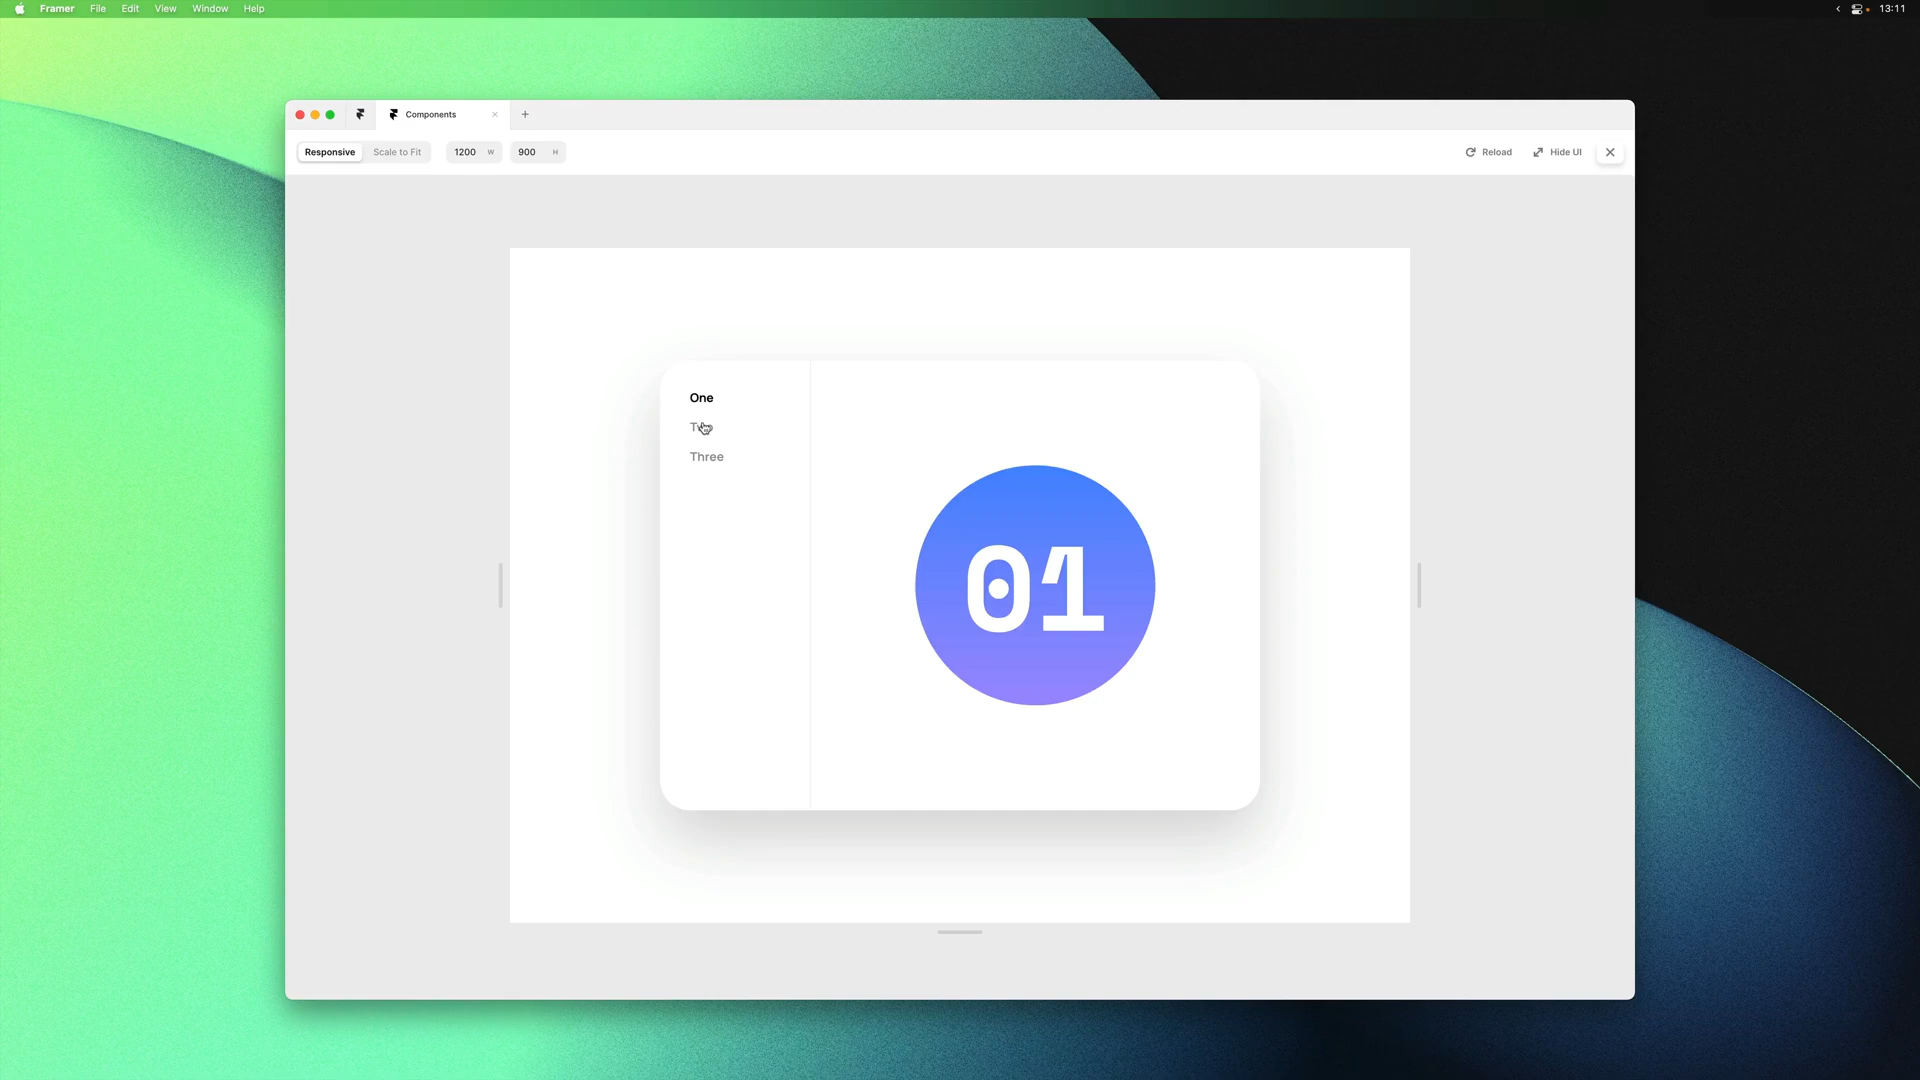 Framer File Edit View Window Help 13:11
Components
Responsive Scale to Fit 1200 W 900 H Reload Hide UI
One
Three
01